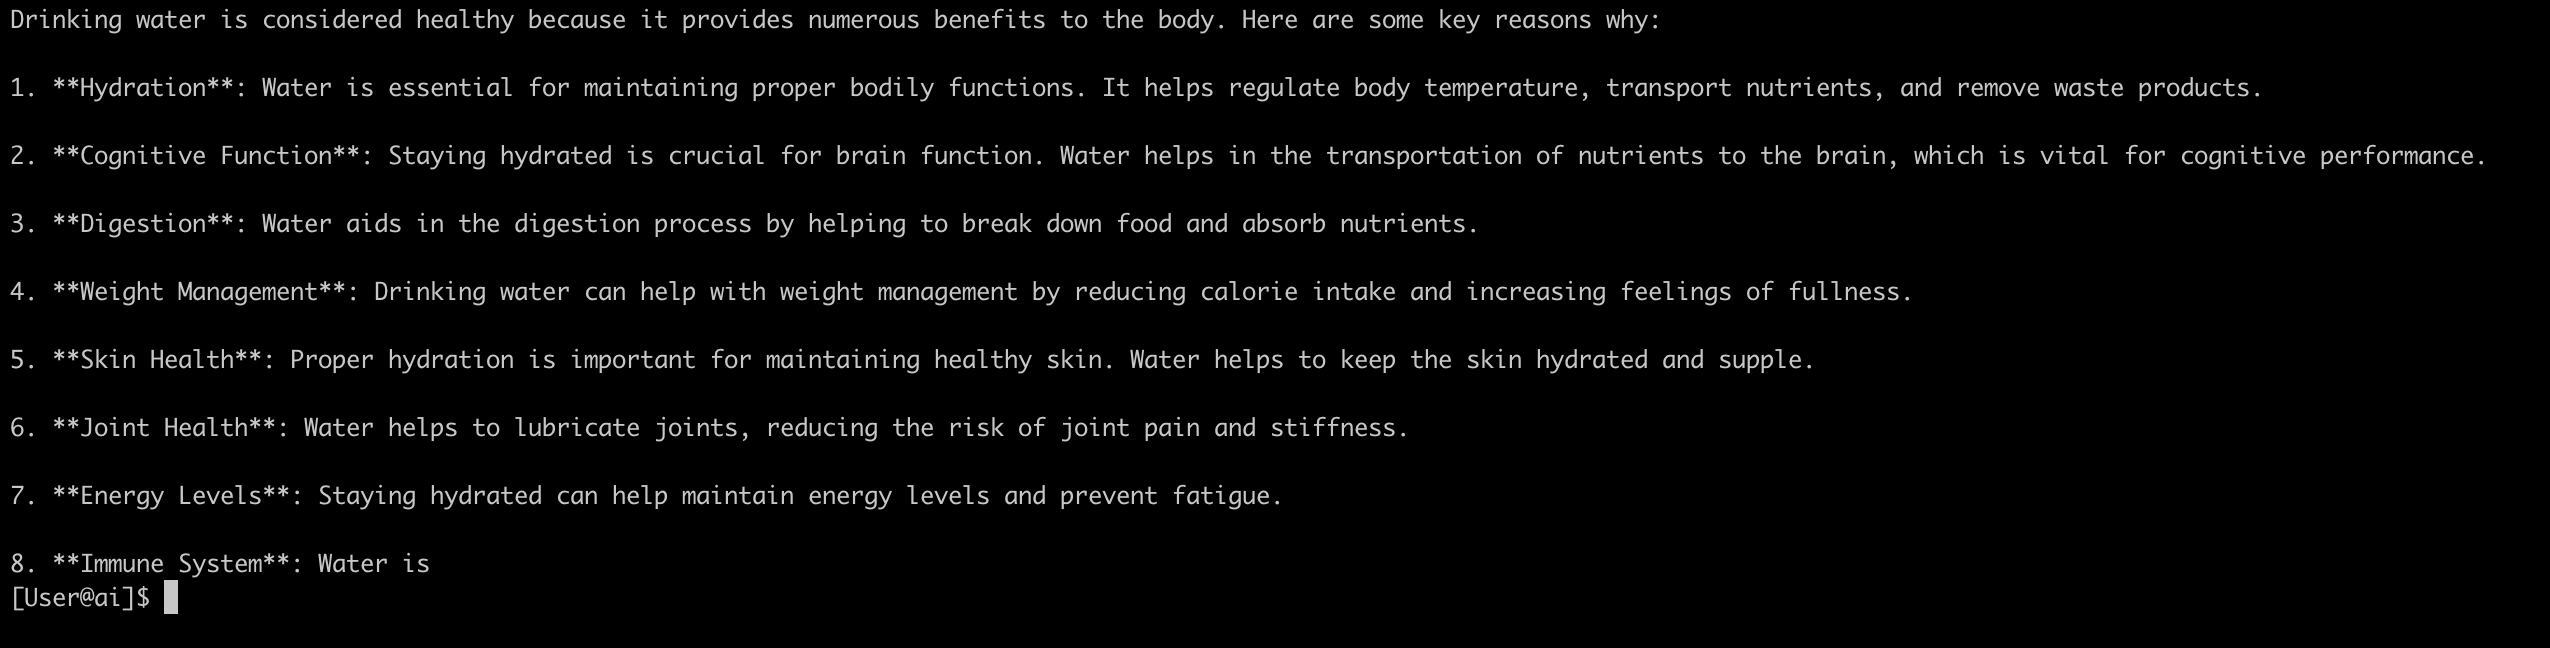 Drinking water is considered healthy because it provides numerous benefits to the body. Here are some key reasons why:
1. **Hydration**: Water is essential for maintaining proper bodily functions. It helps regulate body temperature, transport nutrients, and remove waste products.
2. **Cognitive Function**: Staying hydrated is crucial for brain function. Water helps in the transportation of nutrients to the brain, which is vital for cognitive performance.
3. **Digestion**: Water aids in the digestion process by helping to break down food and absorb nutrients.
4. **Weight Management**: Drinking water can help with weight management by reducing calorie intake and increasing feelings of fullness.
5. **Skin Health**: Proper hydration is important for maintaining healthy skin. Water helps to keep the skin hydrated and supple.
6. **Joint Health**: Water helps to lubricate joints, reducing the risk of joint pain and stiffness.
7. **Energy Levels**: Staying hydrated can help maintain energy levels and prevent fatigue.
8. **Immune System**: Water is
[User@ai]$